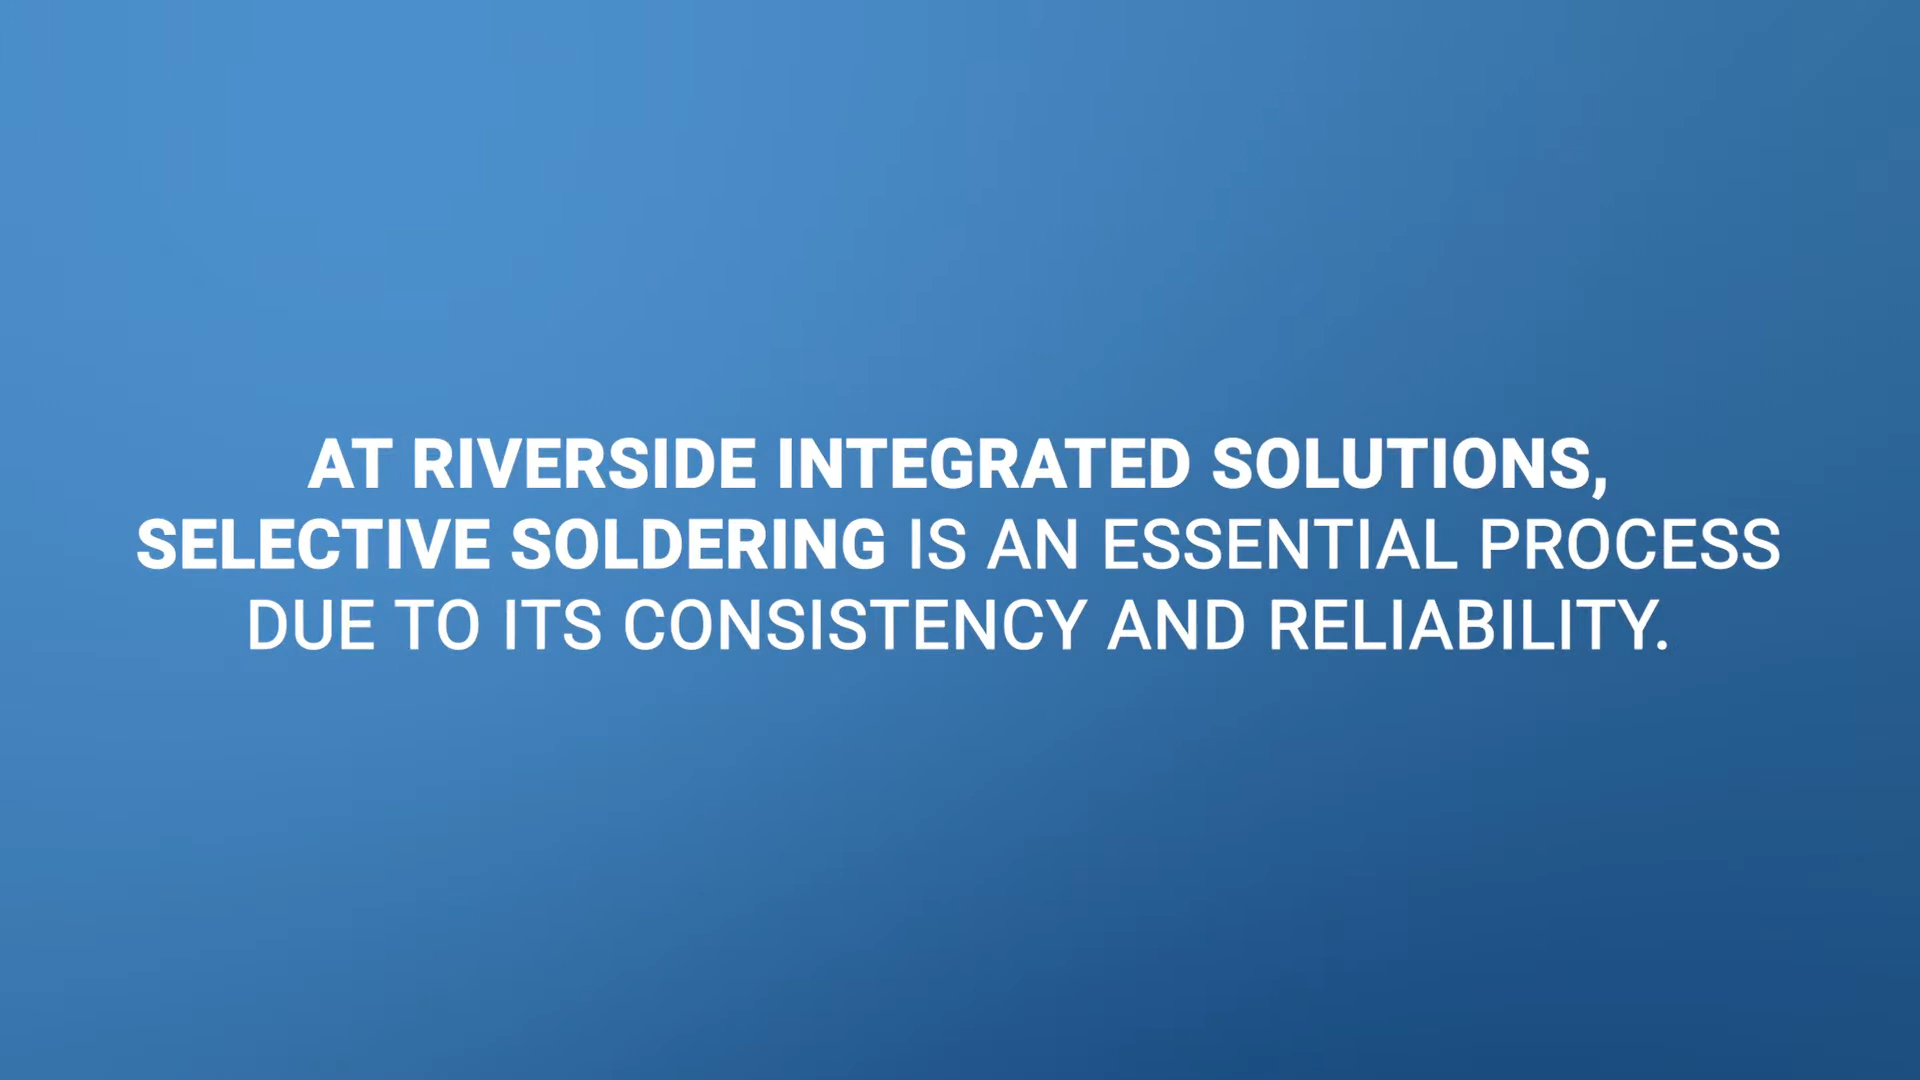 AT RIVERSIDE INTEGRATED SOLUTIONS,
SELECTIVE SOLDERING IS AN ESSENTIAL PROCESS
DUE TO ITS CONSISTENCY AND RELIABILITY.